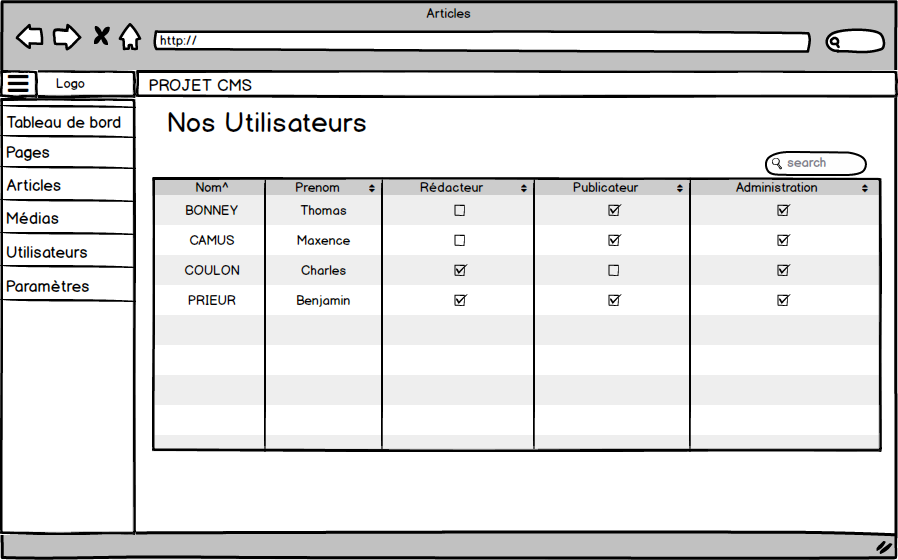 Articles
http://
Logo
PROJET CMS
Tableau de bord
Pages
Articles
Médias
Utilisateurs
Paramètres
Nos Utilisateurs
search
Nom^ Prenom Rédacteur Publicateur Administration
BONNEY Thomas
CAMUS Maxence
COULON Charles
PRIEUR Benjamin